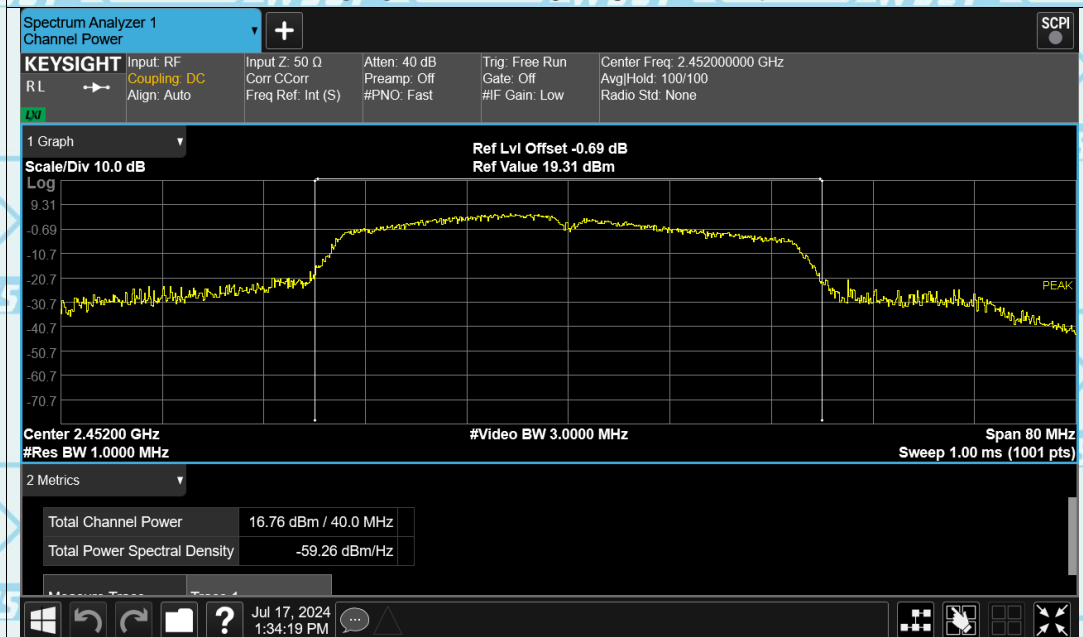 Spectrum Analyzer 1
Channel Power
+
SCPI
KEYSIGHT
R L
LXI
Input: RF
Coupling: DC
Align: Auto
Input Z: 50 Ω
Corr CCorr
Freq Ref: Int (S)
Atten: 40 dB
Preamp: Off
#PNO: Fast
Trig: Free Run
Gate: Off
#IF Gain: Low
Center Freq: 2.452000000 GHz
Avg|Hold: 100/100
Radio Std: None
1 Graph
Scale/Div 10.0 dB
Ref Lvl Offset -0.69 dB
Ref Value 19.31 dBm
Log
9.31
-0.69
-10.7
-20.7
-30.7
-40.7
-50.7
-60.7
-70.7
PEAK
Center 2.45200 GHz
#Video BW 3.0000 MHz
Span 80 MHz
#Res BW 1.0000 MHz
Sweep 1.00 ms (1001 pts)
2 Metrics
Total Channel Power 16.76 dBm / 40.0 MHz
Total Power Spectral Density -59.26 dBm/Hz
?
Jul 17, 2024
1:34:19 PM